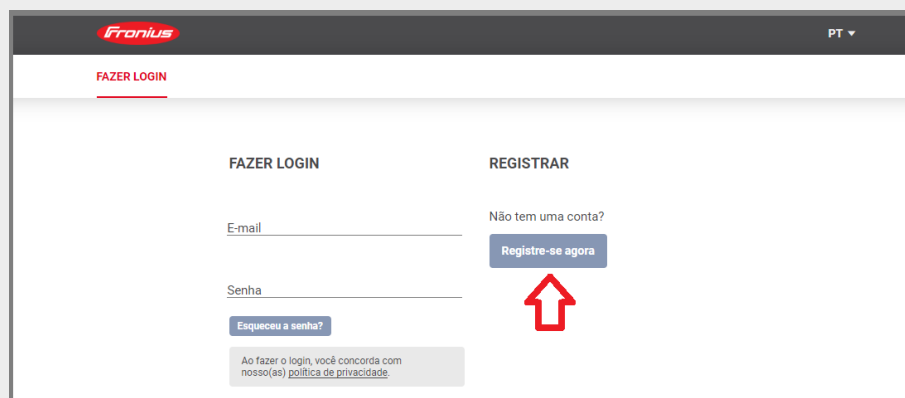 Fronius
PT
FAZER LOGIN
FAZER LOGIN
E-mail
Senha
Esqueceu a senha?
Ao fazer o login, você concorda com
nosso(as) política de privacidade.
REGISTRAR
Não tem uma conta?
Registre-se agora